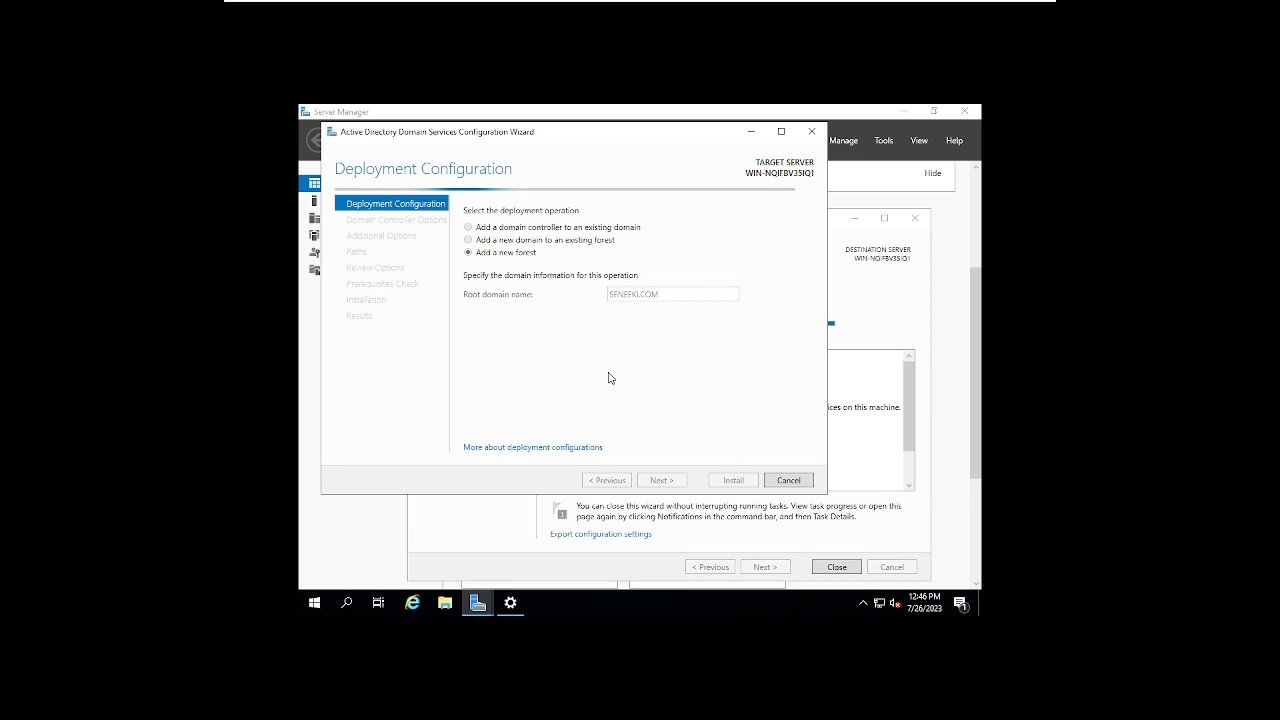 Server Manager
Active Directory Domain Services Configuration Wizard
Manage Tools View Help
Deployment Configuration
TARGET SERVER
WIN-NQIFBV35IQ1
Hide
Deployment Configuration
Domain Controller Options
Additional Options
Paths
Review Options
Prerequisites Check
Installation
Results
Select the deployment operation
Add a domain controller to an existing domain
Add a new domain to an existing forest
Add a new forest
Specify the domain information for this operation
Root domain name: SENEEKI.COM
More about deployment configurations
< Previous Next > Install Cancel
DESTINATION SERVER
WIN-NQIFBV35IQ1
ices on this machine.
You can close this wizard without interrupting running tasks. View task progress or open this
page again by clicking Notifications in the command bar, and then Task Details.
Export configuration settings
< Previous Next > Close Cancel
12:46 PM
7/26/2023
1